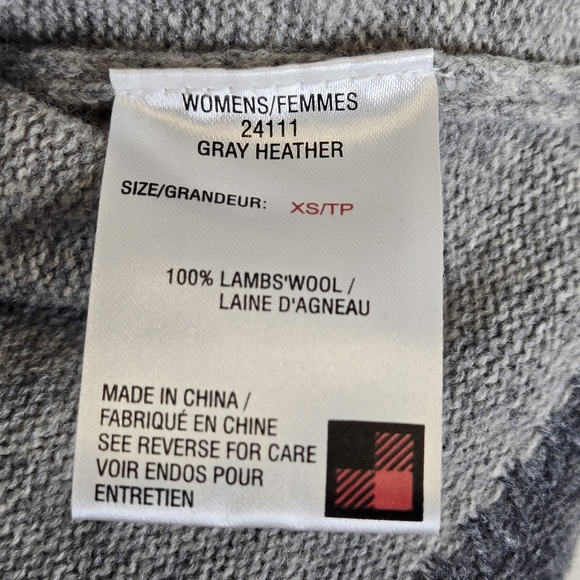 WOMENS/FEMMES
24111
GRAY HEATHER
SIZE/GRANDEUR: XS/TP
100% LAMBS'WOOL /
LAINE D'AGNEAU
MADE IN CHINA /
FABRIQUÉ EN CHINE
SEE REVERSE FOR CARE
VOIR ENDOS POUR
ENTRETIEN